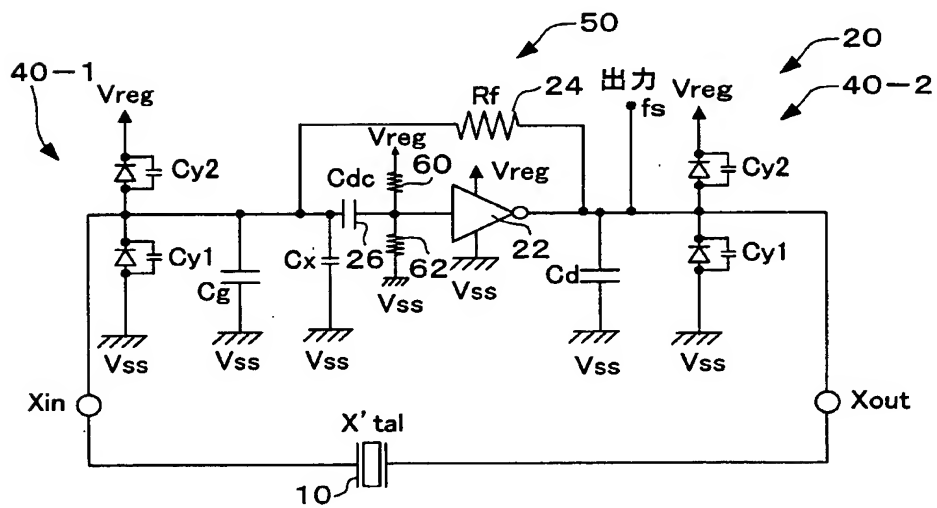 50
20
40-1
40-2
出力
fs
Vreg
Rf
24
Vreg
Vreg
60
Vreg
Cy2
Cdc
Cy2
22
Cy1
Cg
Cx
26
62
Cd
Cy1
Vss
Vss
Vss
Vss
Vss
Vss
Vss
Xin
X'tal
Xout
10